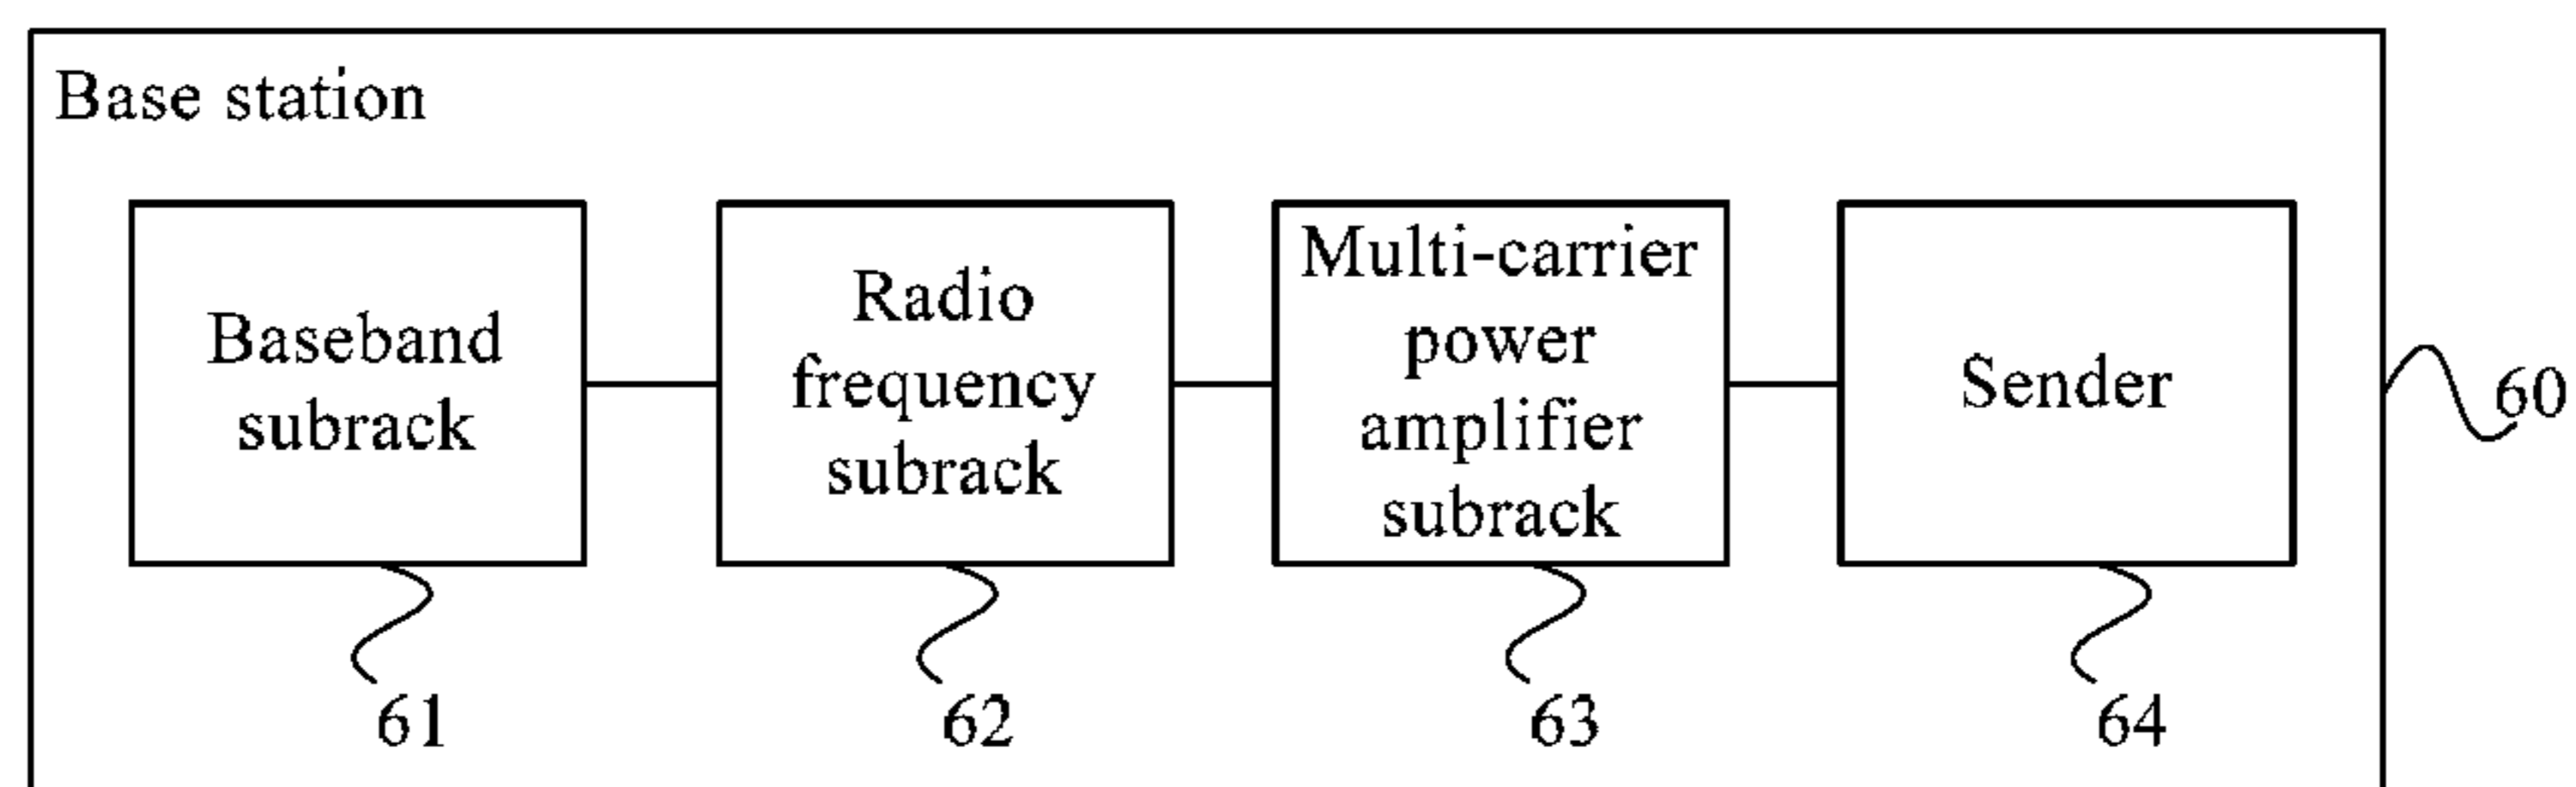 Base station
Baseband
subrack
Radio
frequency
subrack
Multi-carrier
power
amplifier
subrack
Sender
60
61
62
63
64